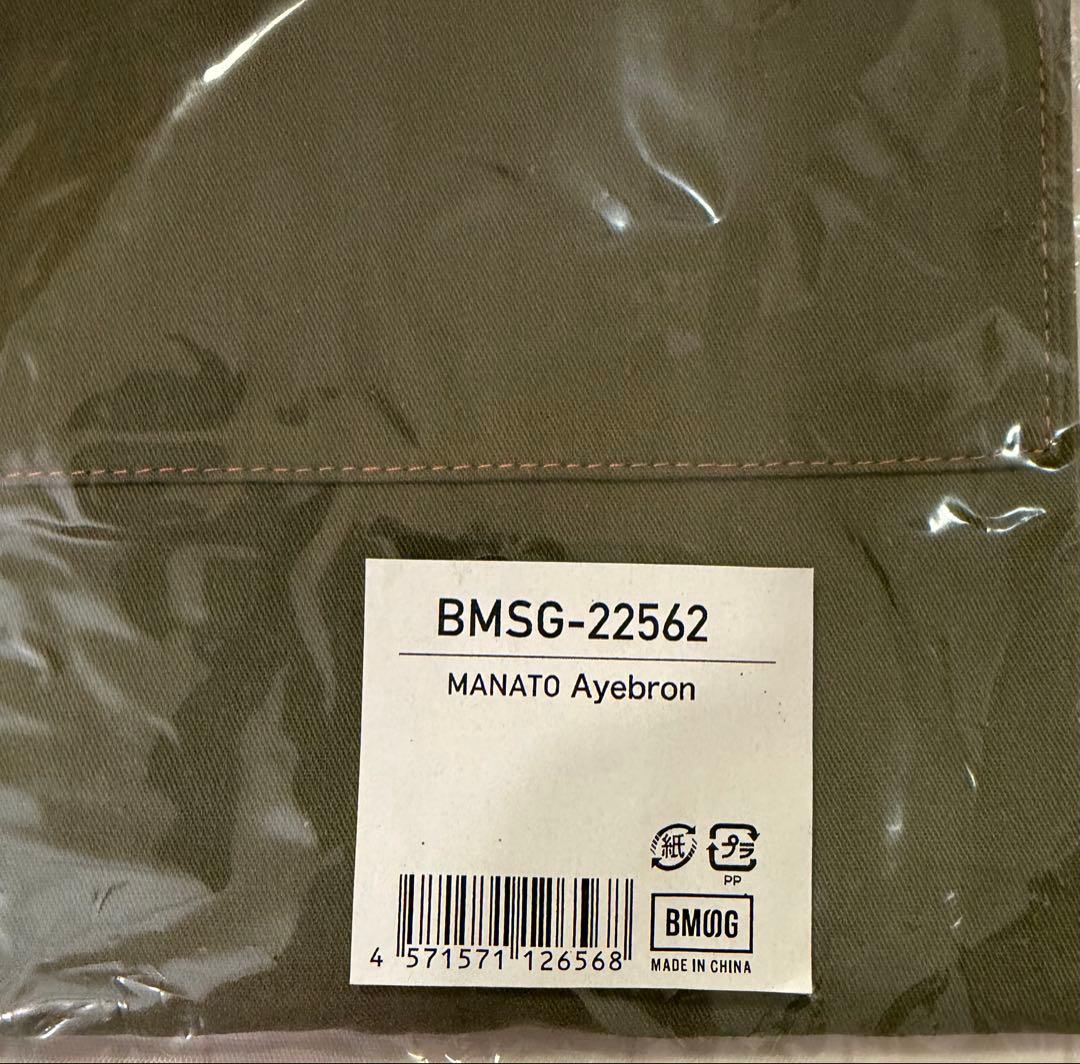 BMSG-22562
MANATO Ayebron
紙
プラ
PP
BMSG
4 571571 126568
MADE IN CHINA